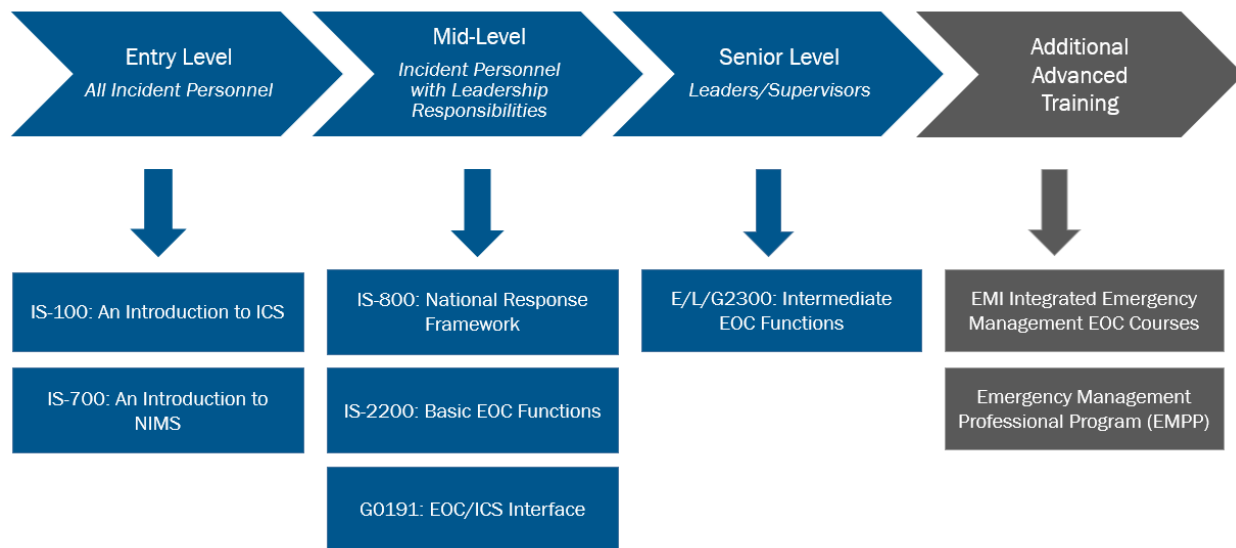 Entry Level
All Incident Personnel
Mid-Level
Incident Personnel
with Leadership
Responsibilities
Senior Level
Leaders/Supervisors
Additional
Advanced
Training
IS-100: An Introduction to ICS
IS-700: An Introduction to
NIMS
IS-800: National Response
Framework
IS-2200: Basic EOC Functions
G0191: EOC/ICS Interface
E/L/G2300: Intermediate
EOC Functions
EMI Integrated Emergency
Management EOC Courses
Emergency Management
Professional Program (EMPP)